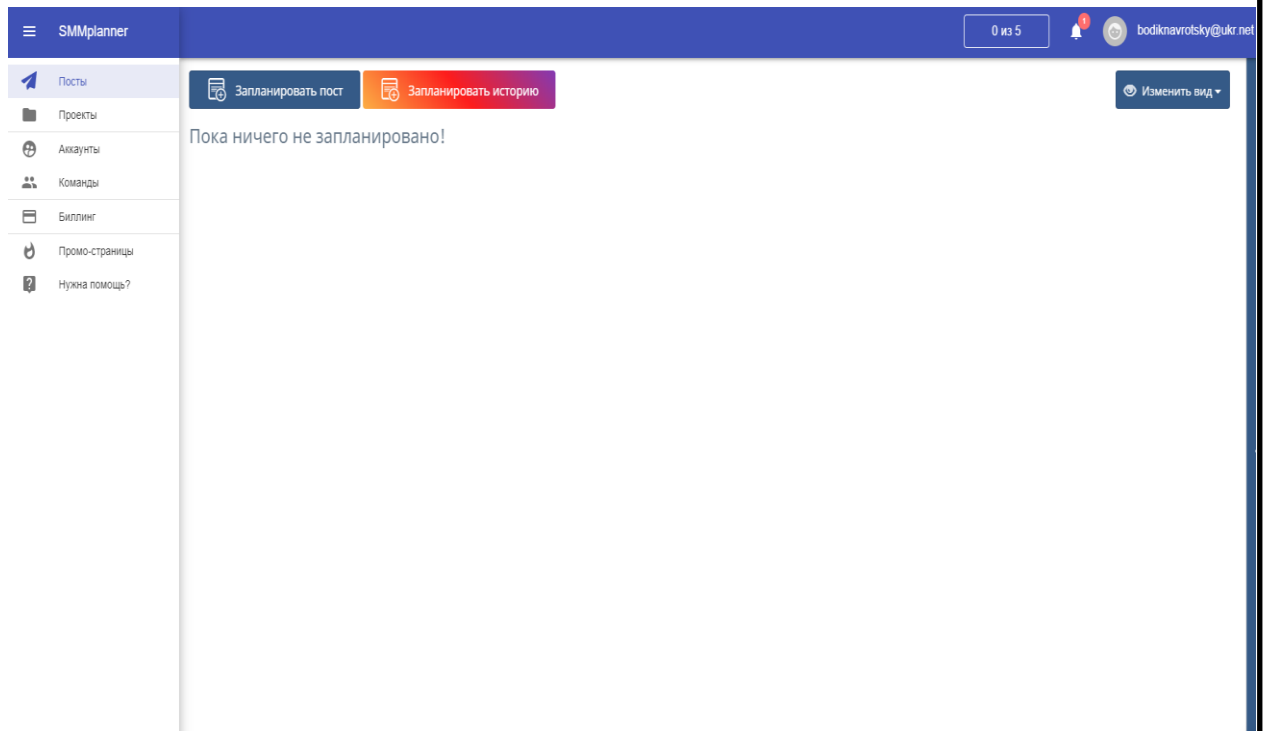 SMMplanner
0 из 5
1
bodiknavrotsky@ukr.net
Посты
Проекты
Аккаунты
Команды
Биллинг
Промо-страницы
Нужна помощь?
Запланировать пост
Запланировать историю
Изменить вид
Пока ничего не запланировано!